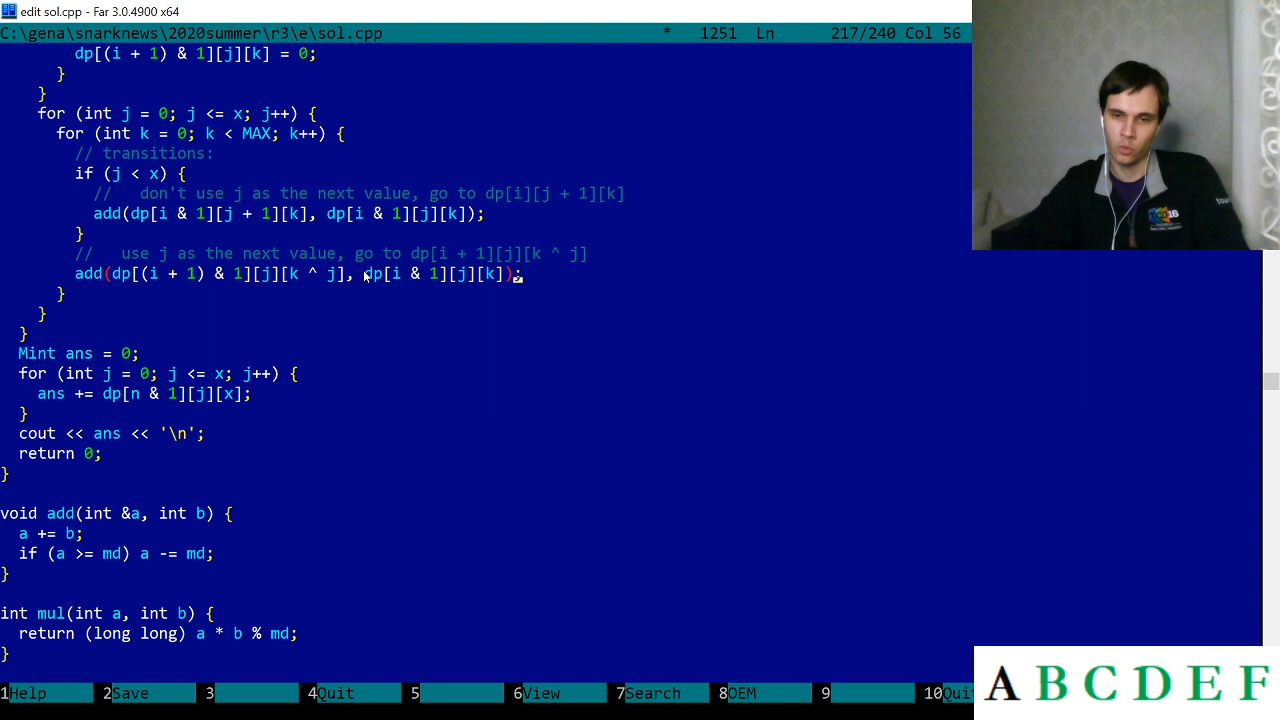 edit sol.cpp - Far 3.0.4900 x64
C:\gena\snarknews\2020summer\r3\e\sol.cpp * 1251 Ln 217/240 Col 56
dp[(i + 1) & 1][j][k] = 0;
}
}
for (int j = 0; j <= x; j++) {
for (int k = 0; k < MAX; k++) {
// transitions:
if (j < x) {
// don't use j as the next value, go to dp[i][j + 1][k]
add(dp[i & 1][j + 1][k], dp[i & 1][j][k]);
}
// use j as the next value, go to dp[i + 1][j][k ^ j]
add(dp[(i + 1) & 1][j][k ^ j], dp[i & 1][j][k]);
}
}
}
Mint ans = 0;
for (int j = 0; j <= x; j++) {
ans += dp[n & 1][j][x];
}
cout << ans << '\n';
return 0;
}
void add(int &a, int b) {
a += b;
if (a >= md) a -= md;
}
int mul(int a, int b) {
return (long long) a * b % md;
}
1Help 2Save 3 4Quit 5 6View 7Search 8OEM 9 10Qui
16
A B C D E F